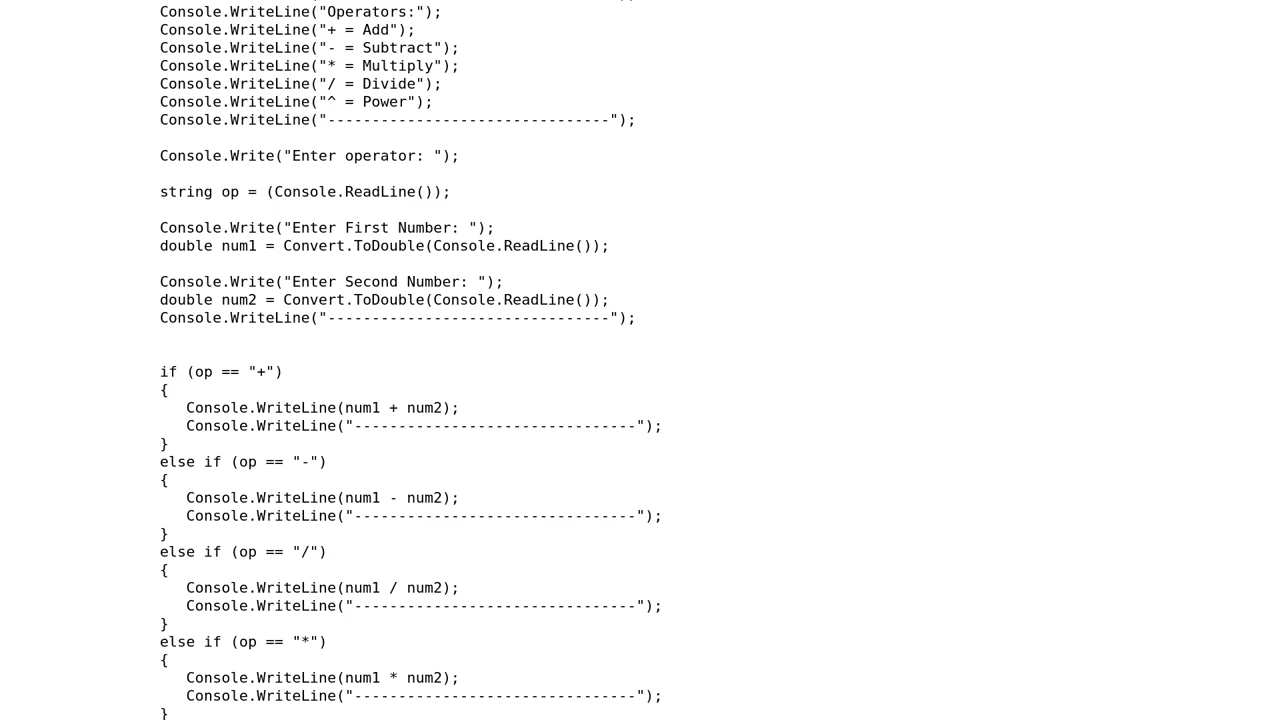 Console.WriteLine("Operators:");
Console.WriteLine("+ = Add");
Console.WriteLine("- = Subtract");
Console.WriteLine("* = Multiply");
Console.WriteLine("/ = Divide");
Console.WriteLine("^ = Power");
Console.WriteLine("--------------------------------");
Console.Write("Enter operator: ");
string op = (Console.ReadLine());
Console.Write("Enter First Number: ");
double num1 = Convert.ToDouble(Console.ReadLine());
Console.Write("Enter Second Number: ");
double num2 = Convert.ToDouble(Console.ReadLine());
Console.WriteLine("--------------------------------");
if (op == "+")
{
   Console.WriteLine(num1 + num2);
   Console.WriteLine("--------------------------------");
}
else if (op == "-")
{
   Console.WriteLine(num1 - num2);
   Console.WriteLine("--------------------------------");
}
else if (op == "/")
{
   Console.WriteLine(num1 / num2);
   Console.WriteLine("--------------------------------");
}
else if (op == "*")
{
   Console.WriteLine(num1 * num2);
   Console.WriteLine("--------------------------------");
}